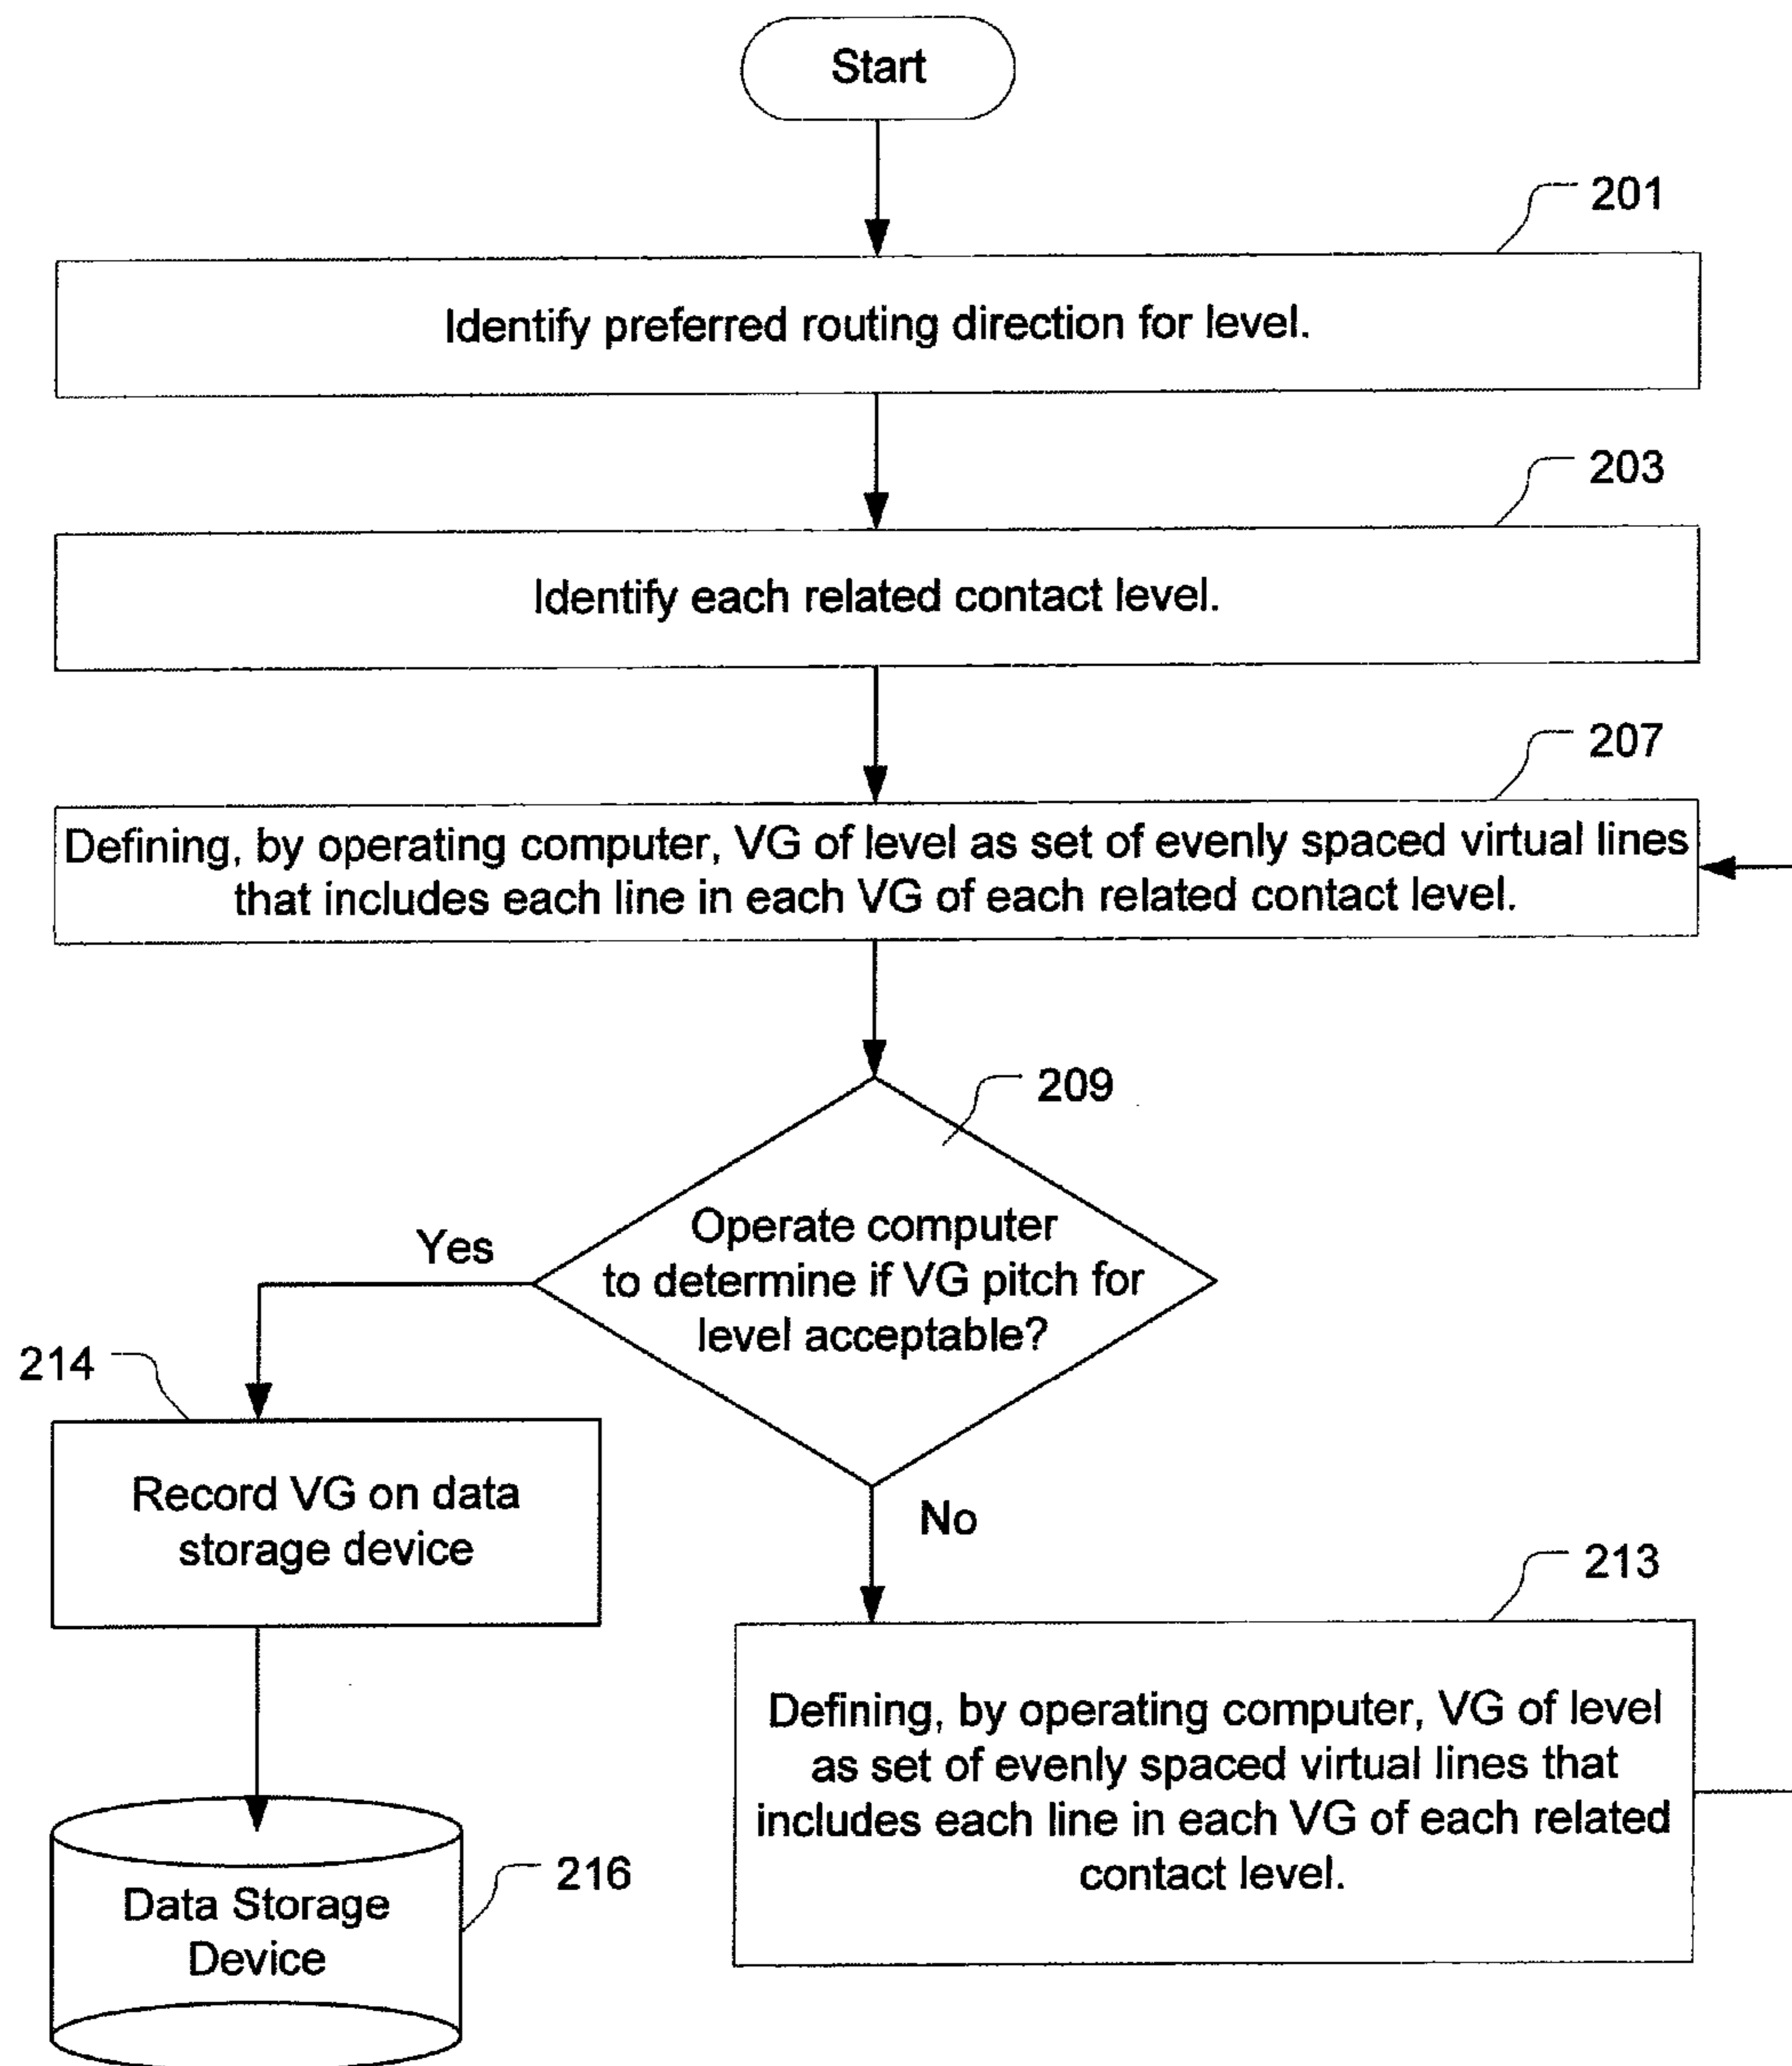 Start
201
Identify preferred routing direction for level.
203
Identify each related contact level.
207
Defining, by operating computer, VG of level as set of evenly spaced virtual lines
that includes each line in each VG of each related contact level.
209
Operate computer
to determine if VG pitch for
level acceptable?
Yes
214
Record VG on data
storage device
No
213
Defining, by operating computer, VG of level
as set of evenly spaced virtual lines that
includes each line in each VG of each related
contact level.
216
Data Storage
Device